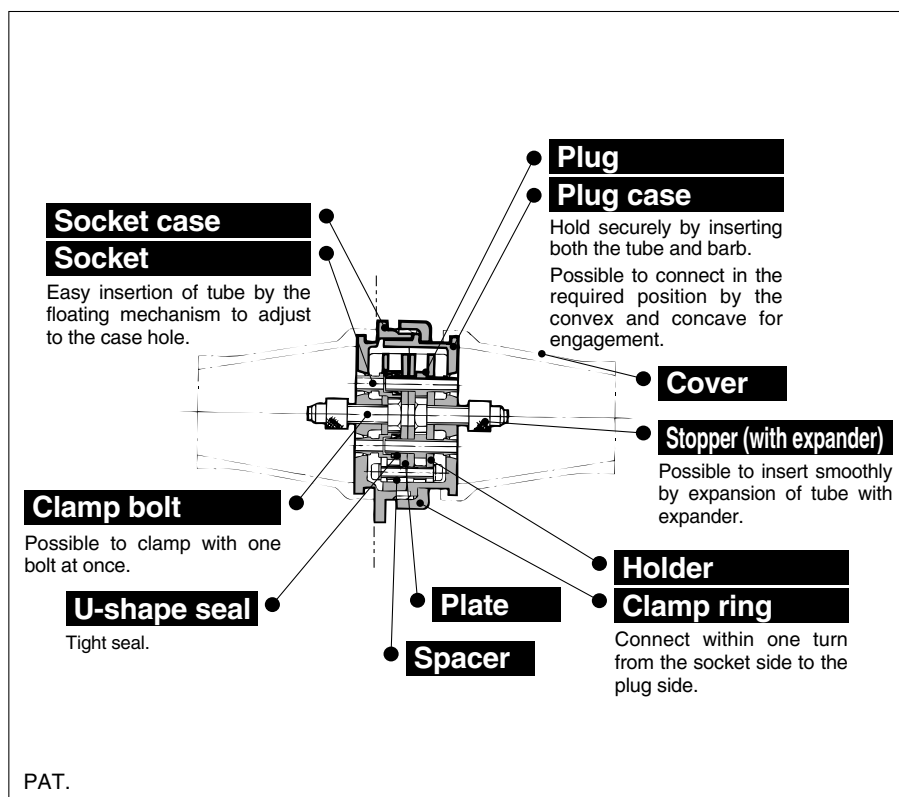 Plug
Plug case
Hold securely by inserting
both the tube and barb.
Possible to connect in the
required position by the
convex and concave for
engagement.
Socket case
Socket
Easy insertion of tube by the
floating mechanism to adjust
to the case hole.
Cover
Stopper (with expander)
Possible to insert smoothly
by expansion of tube with
expander.
Clamp bolt
Possible to clamp with one
bolt at once.
U-shape seal
Tight seal.
Plate
Spacer
Holder
Clamp ring
Connect within one turn
from the socket side to the
plug side.
PAT.